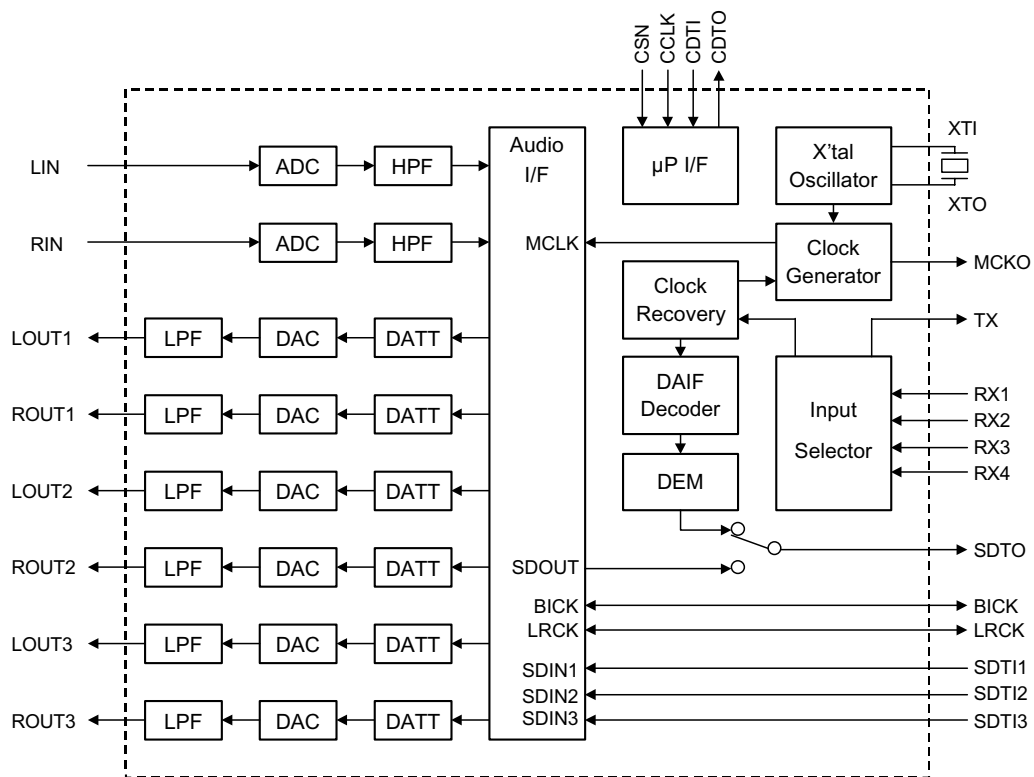 CSN
CCLK
CDTI
CDTO
LIN
ADC
HPF
Audio
I/F
µP I/F
X’tal
Oscillator
XTI
XTO
RIN
ADC
HPF
MCLK
Clock
Generator
MCKO
Clock
Recovery
TX
LOUT1
LPF
DAC
DATT
DAIF
Decoder
Input
Selector
RX1
RX2
RX3
RX4
ROUT1
LPF
DAC
DATT
LOUT2
LPF
DAC
DATT
DEM
SDTO
ROUT2
LPF
DAC
DATT
SDOUT
BICK
BICK
LRCK
LRCK
LOUT3
LPF
DAC
DATT
SDIN1
SDTI1
SDIN2
SDTI2
SDIN3
SDTI3
ROUT3
LPF
DAC
DATT